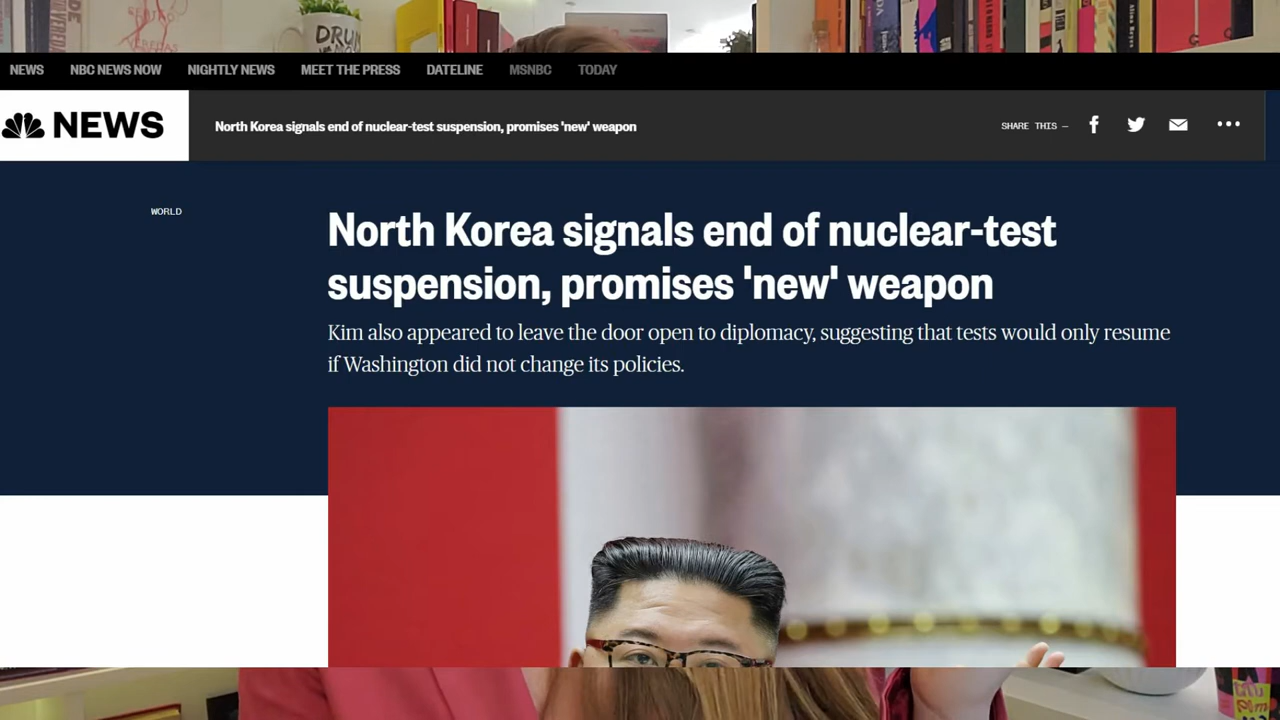 DRUM
NEWS NBC NEWS NOW NIGHTLY NEWS MEET THE PRESS DATELINE MSNBC TODAY
NEWS North Korea signals end of nuclear-test suspension, promises 'new' weapon SHARE THIS —
WORLD
North Korea signals end of nuclear-test
suspension, promises 'new' weapon
Kim also appeared to leave the door open to diplomacy, suggesting that tests would only resume
if Washington did not change its policies.